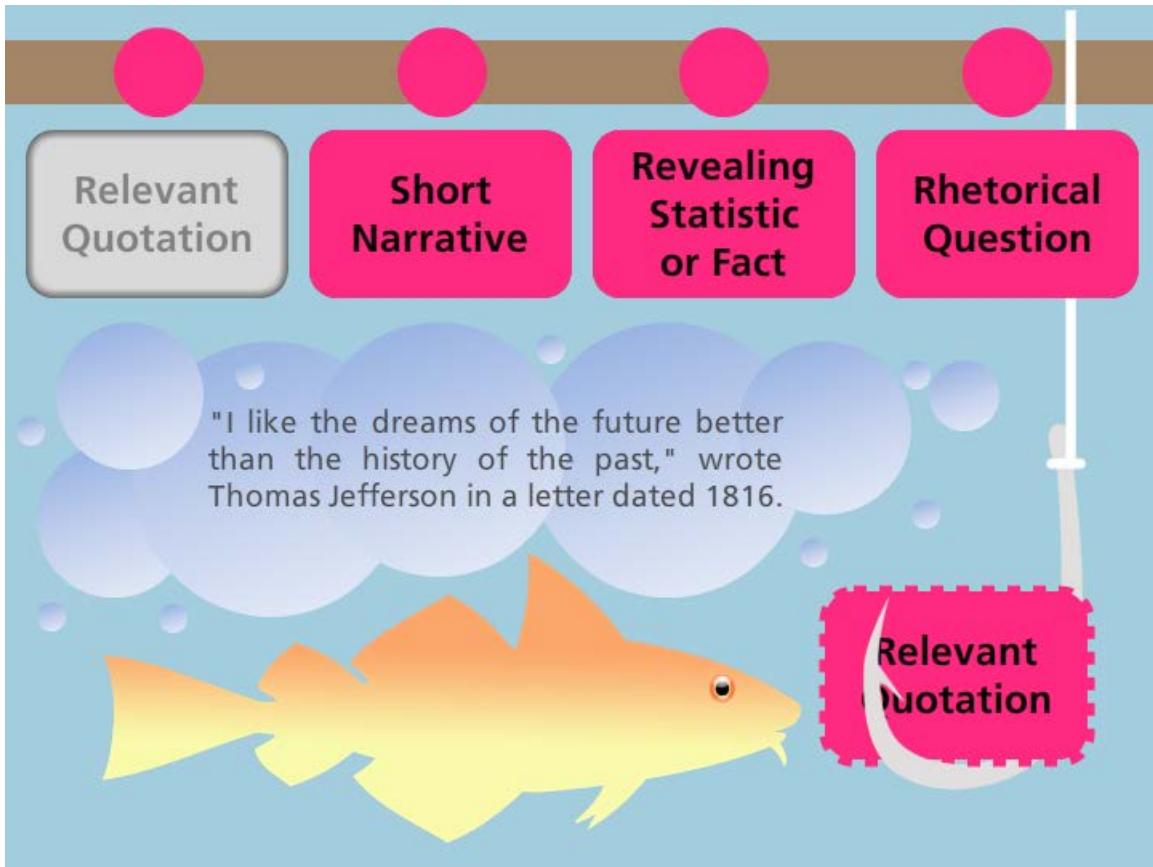 Relevant
Quotation
Short
Narrative
Revealing
Statistic
or Fact
Rhetorical
Question
"I like the dreams of the future better
than the history of the past," wrote
Thomas Jefferson in a letter dated 1816.
Relevant
Quotation